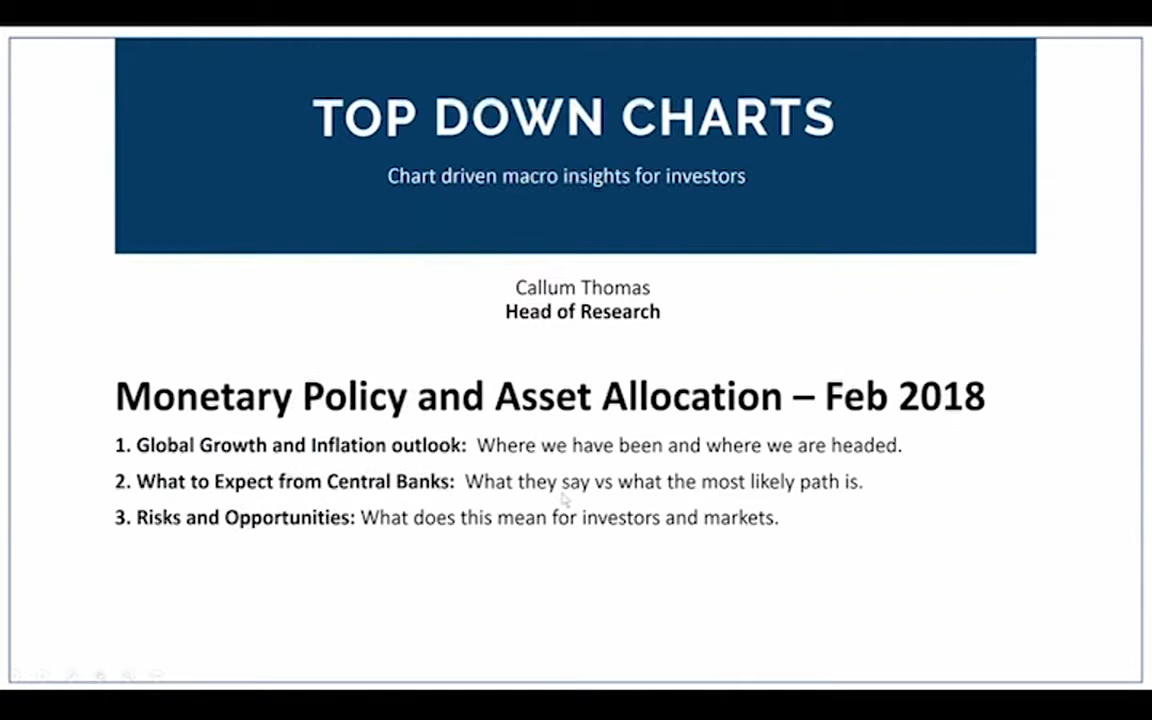 TOP DOWN CHARTS
Chart driven macro insights for investors
Callum Thomas
Head of Research
Monetary Policy and Asset Allocation – Feb 2018
1. Global Growth and Inflation outlook: Where we have been and where we are headed.
2. What to Expect from Central Banks: What they say vs what the most likely path is.
3. Risks and Opportunities: What does this mean for investors and markets.